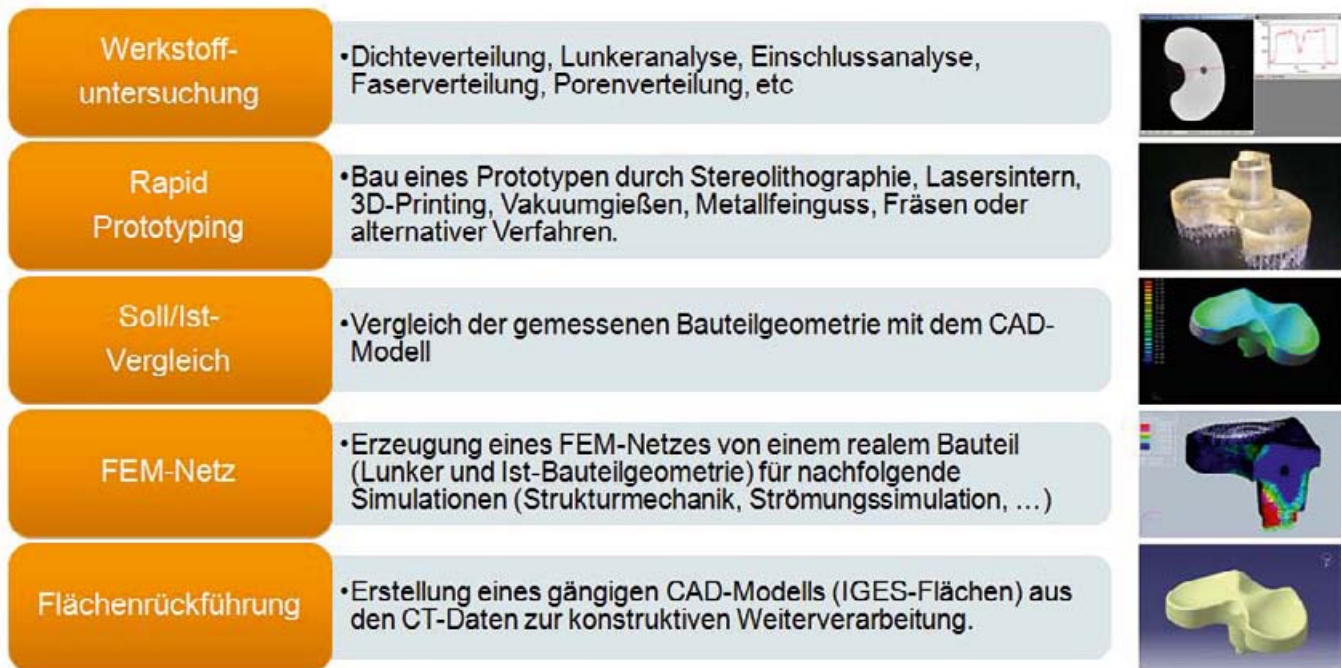 Werkstoff-
untersuchung
•Dichteverteilung, Lunkeranalyse, Einschlussanalyse,
Faserverteilung, Porenverteilung, etc
Rapid
Prototyping
•Bau eines Prototypen durch Stereolithographie, Lasersintern,
3D-Printing, Vakuumgießen, Metallfeinguss, Fräsen oder
alternativer Verfahren.
Soll/Ist-
Vergleich
•Vergleich der gemessenen Bauteilgeometrie mit dem CAD-
Modell
FEM-Netz
•Erzeugung eines FEM-Netzes von einem realem Bauteil
(Lunker und Ist-Bauteilgeometrie) für nachfolgende
Simulationen (Strukturmechanik, Strömungssimulation, …)
Flächenrückführung
•Erstellung eines gängigen CAD-Modells (IGES-Flächen) aus
den CT-Daten zur konstruktiven Weiterverarbeitung.